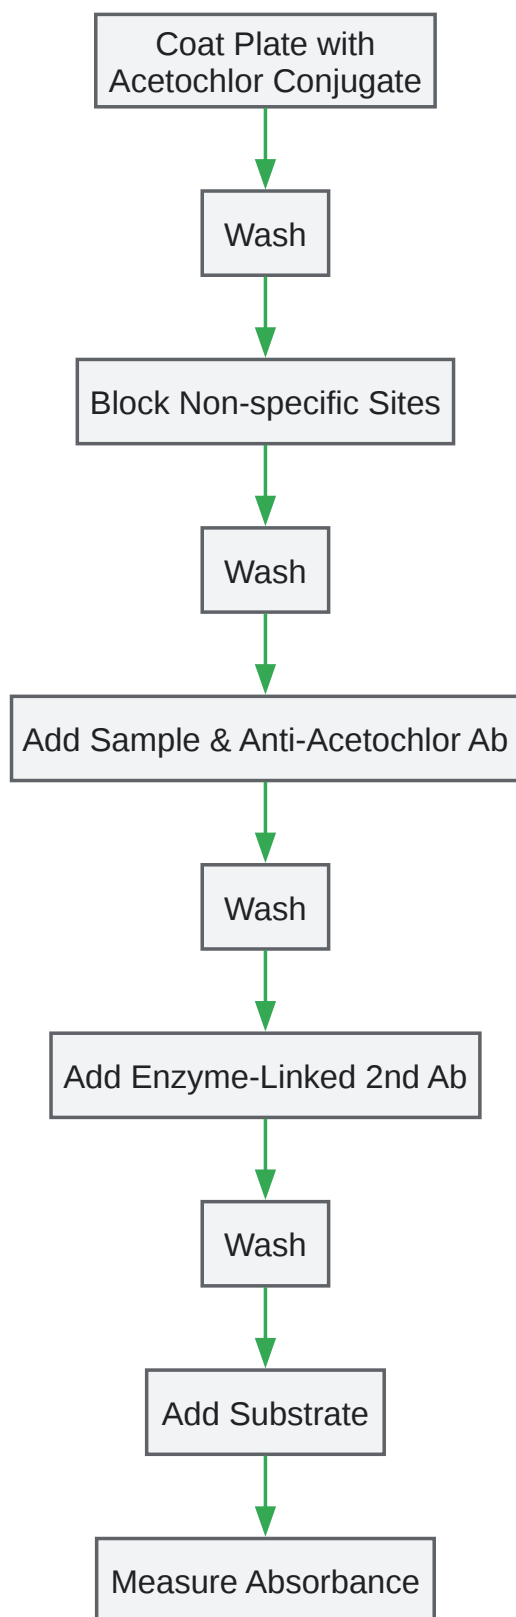 Coat Plate with
Acetochlor Conjugate
Wash
Block Non-specific Sites
Wash
Add Sample & Anti-Acetochlor Ab
Wash
Add Enzyme-Linked 2nd Ab
Wash
Add Substrate
Measure Absorbance